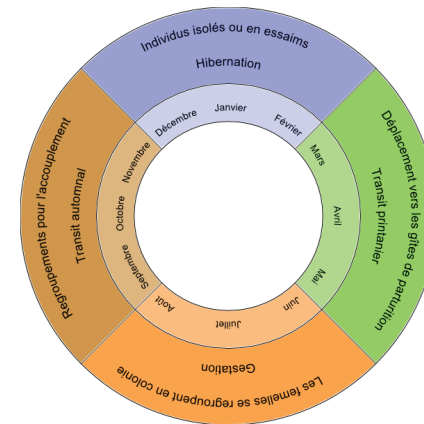 Individus isolés ou en essaims
Hibernation
Décembre
Janvier
Février
Déplacement vers les gîtes de parturition
Transit printanier
Mars
Avril
Mai
Juin
Juillet
Août
Gestation
Les femelles se regroupent en colonie
Septembre
Octobre
Novembre
Transit automnal
Regroupements pour l'accouplement